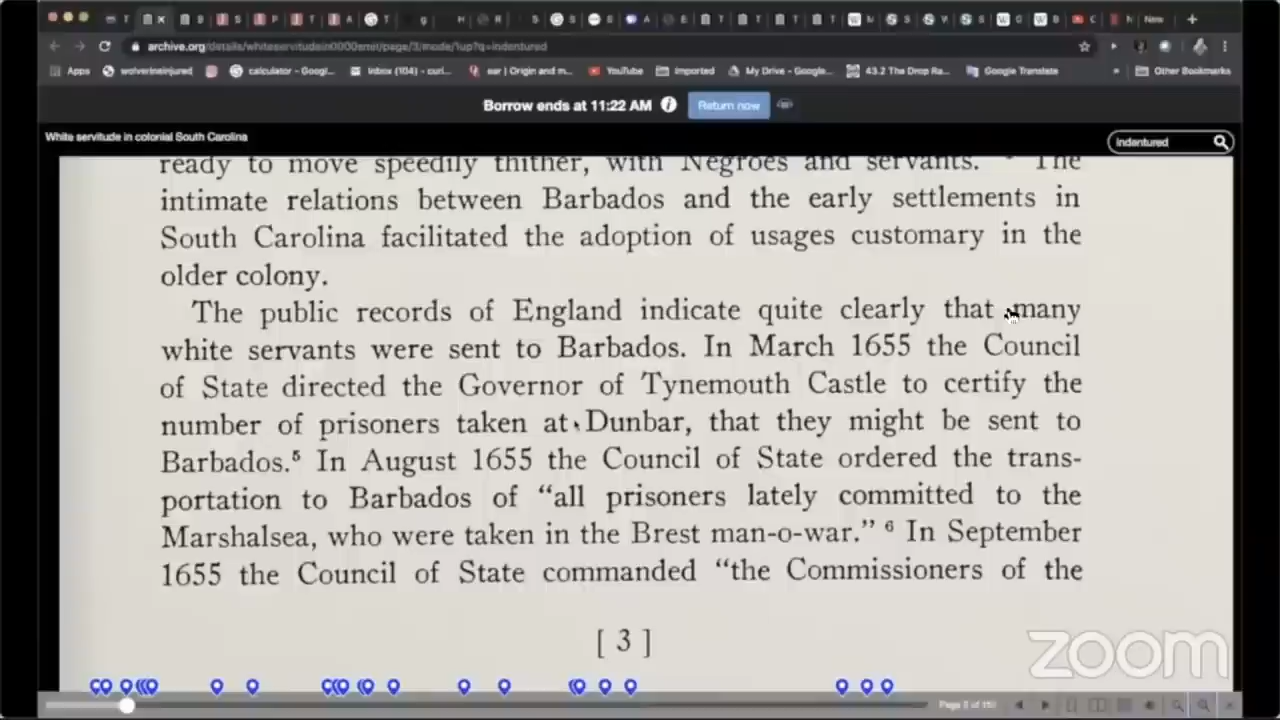 New
archive.org/details/whiteservitudein0000smit/page/3/mode/1up?q=indentured
Apps wolverineinjured calculator - Googl... Inbox (104) - curl... ear | Origin and m... YouTube Imported My Drive - Google... 43.2 The Drop Ra... Google Translate » Other Bookmarks
Borrow ends at 11:22 AM Return now
White servitude in colonial South Carolina
indentured
ready to move speedily thither, with Negroes and servants. The
intimate relations between Barbados and the early settlements in
South Carolina facilitated the adoption of usages customary in the
older colony.
The public records of England indicate quite clearly that many
white servants were sent to Barbados. In March 1655 the Council
of State directed the Governor of Tynemouth Castle to certify the
number of prisoners taken at Dunbar, that they might be sent to
Barbados.⁵ In August 1655 the Council of State ordered the trans-
portation to Barbados of “all prisoners lately committed to the
Marshalsea, who were taken in the Brest man-o-war.” ⁶ In September
1655 the Council of State commanded “the Commissioners of the
[ 3 ]
zoom